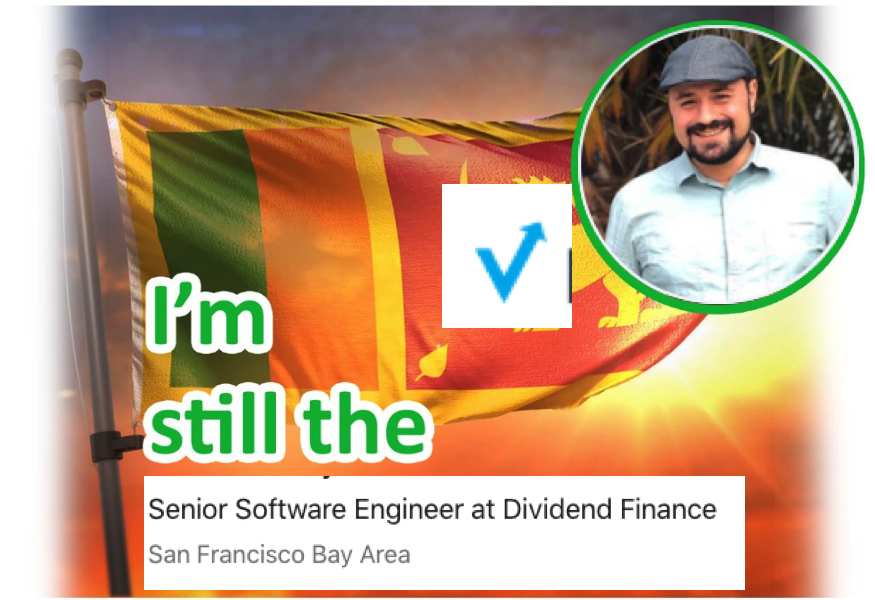 I'm
still the
Senior Software Engineer at Dividend Finance
San Francisco Bay Area